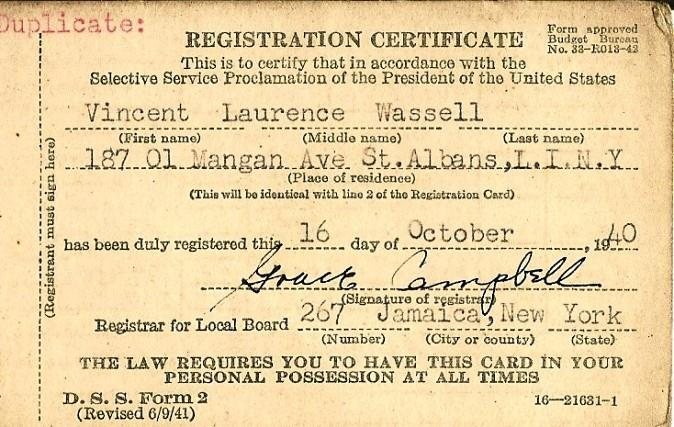 Duplicate:
REGISTRATION CERTIFICATE
Form approved
Budget Bureau
No. 33-R013-42
This is to certify that in accordance with the
Selective Service Proclamation of the President of the United States
Vincent Laurence Wassell
(First name) (Middle name) (Last name)
187 01 Mangan Ave St.Albans,L.I.N.Y
(Place of residence)
(This will be identical with line 2 of the Registration Card)
has been duly registered this 16 day of October, 1940
Grace Campbell
(Signature of registrar)
Registrar for Local Board 267 Jamaica, New York
(Number) (City or county) (State)
THE LAW REQUIRES YOU TO HAVE THIS CARD IN YOUR
PERSONAL POSSESSION AT ALL TIMES
D. S. S. Form 2
(Revised 6/9/41)
16—21631-1
(Registrant must sign here)